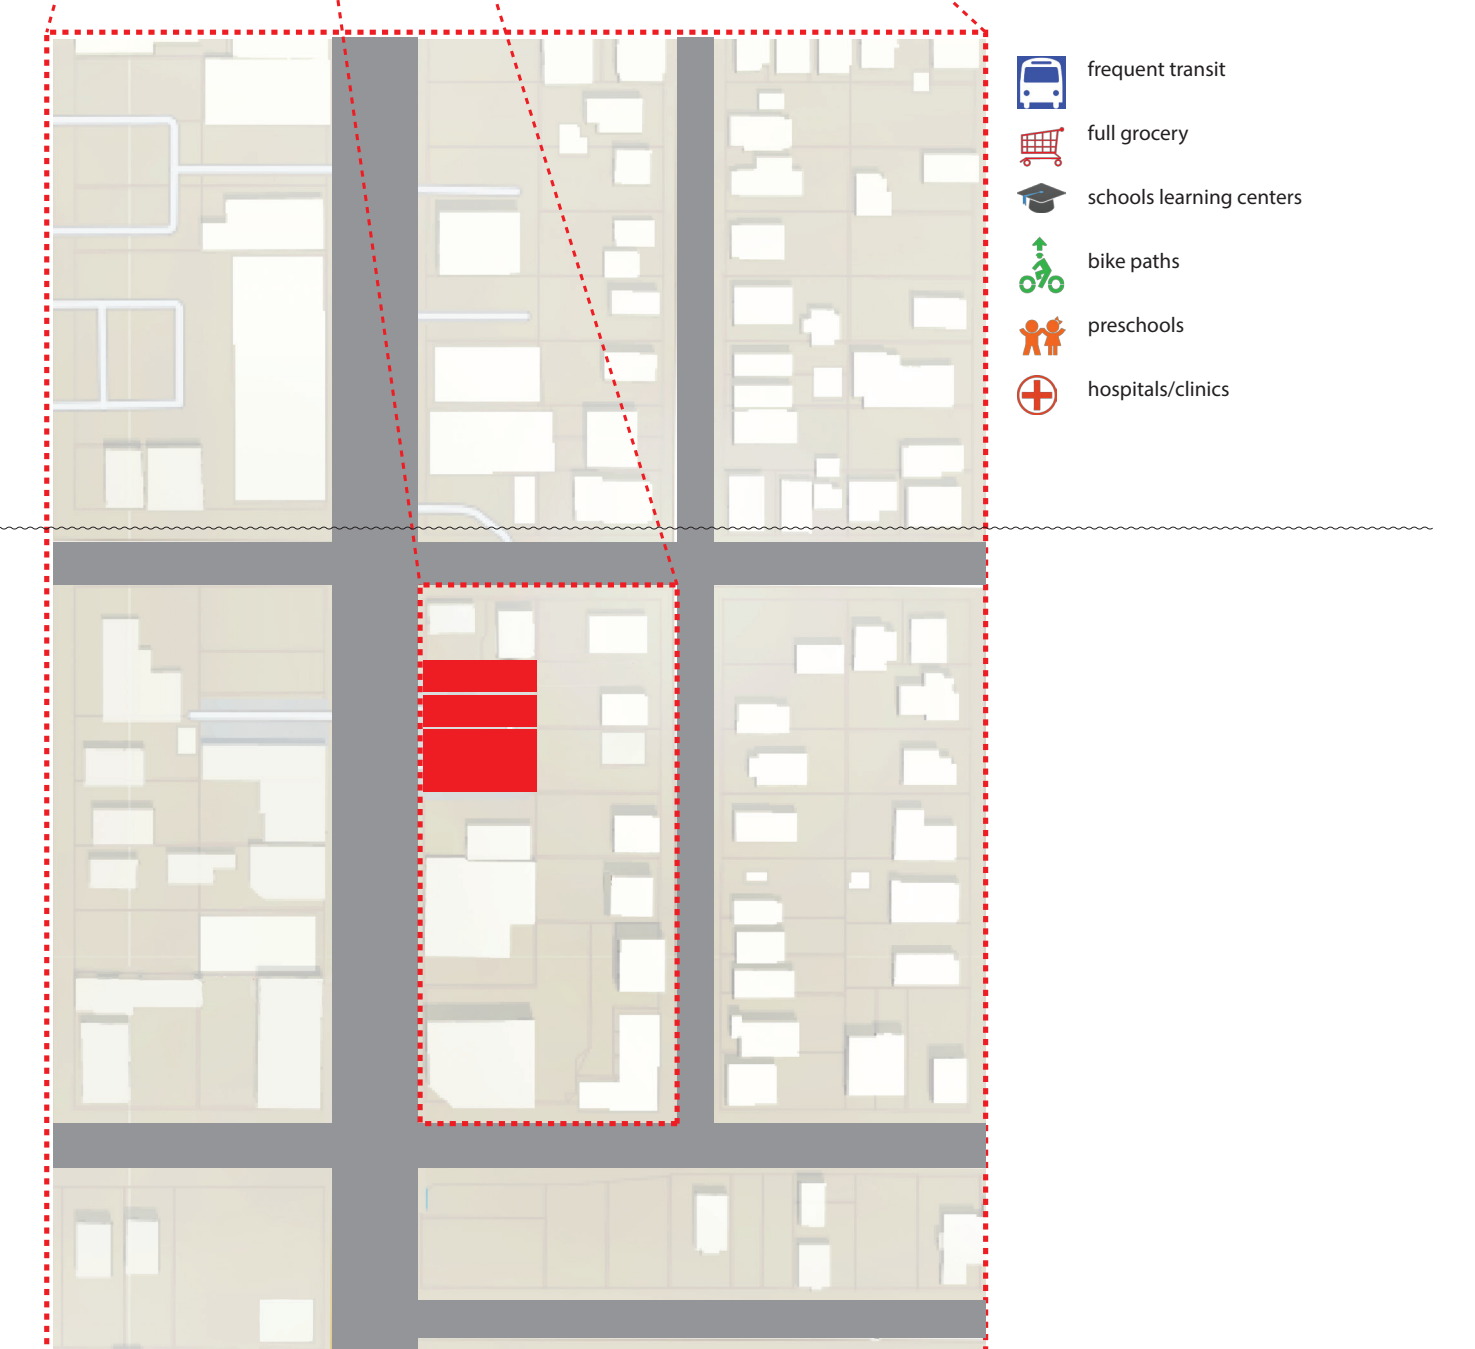 frequent transit
full grocery
schools learning centers
bike paths
preschools
hospitals/clinics